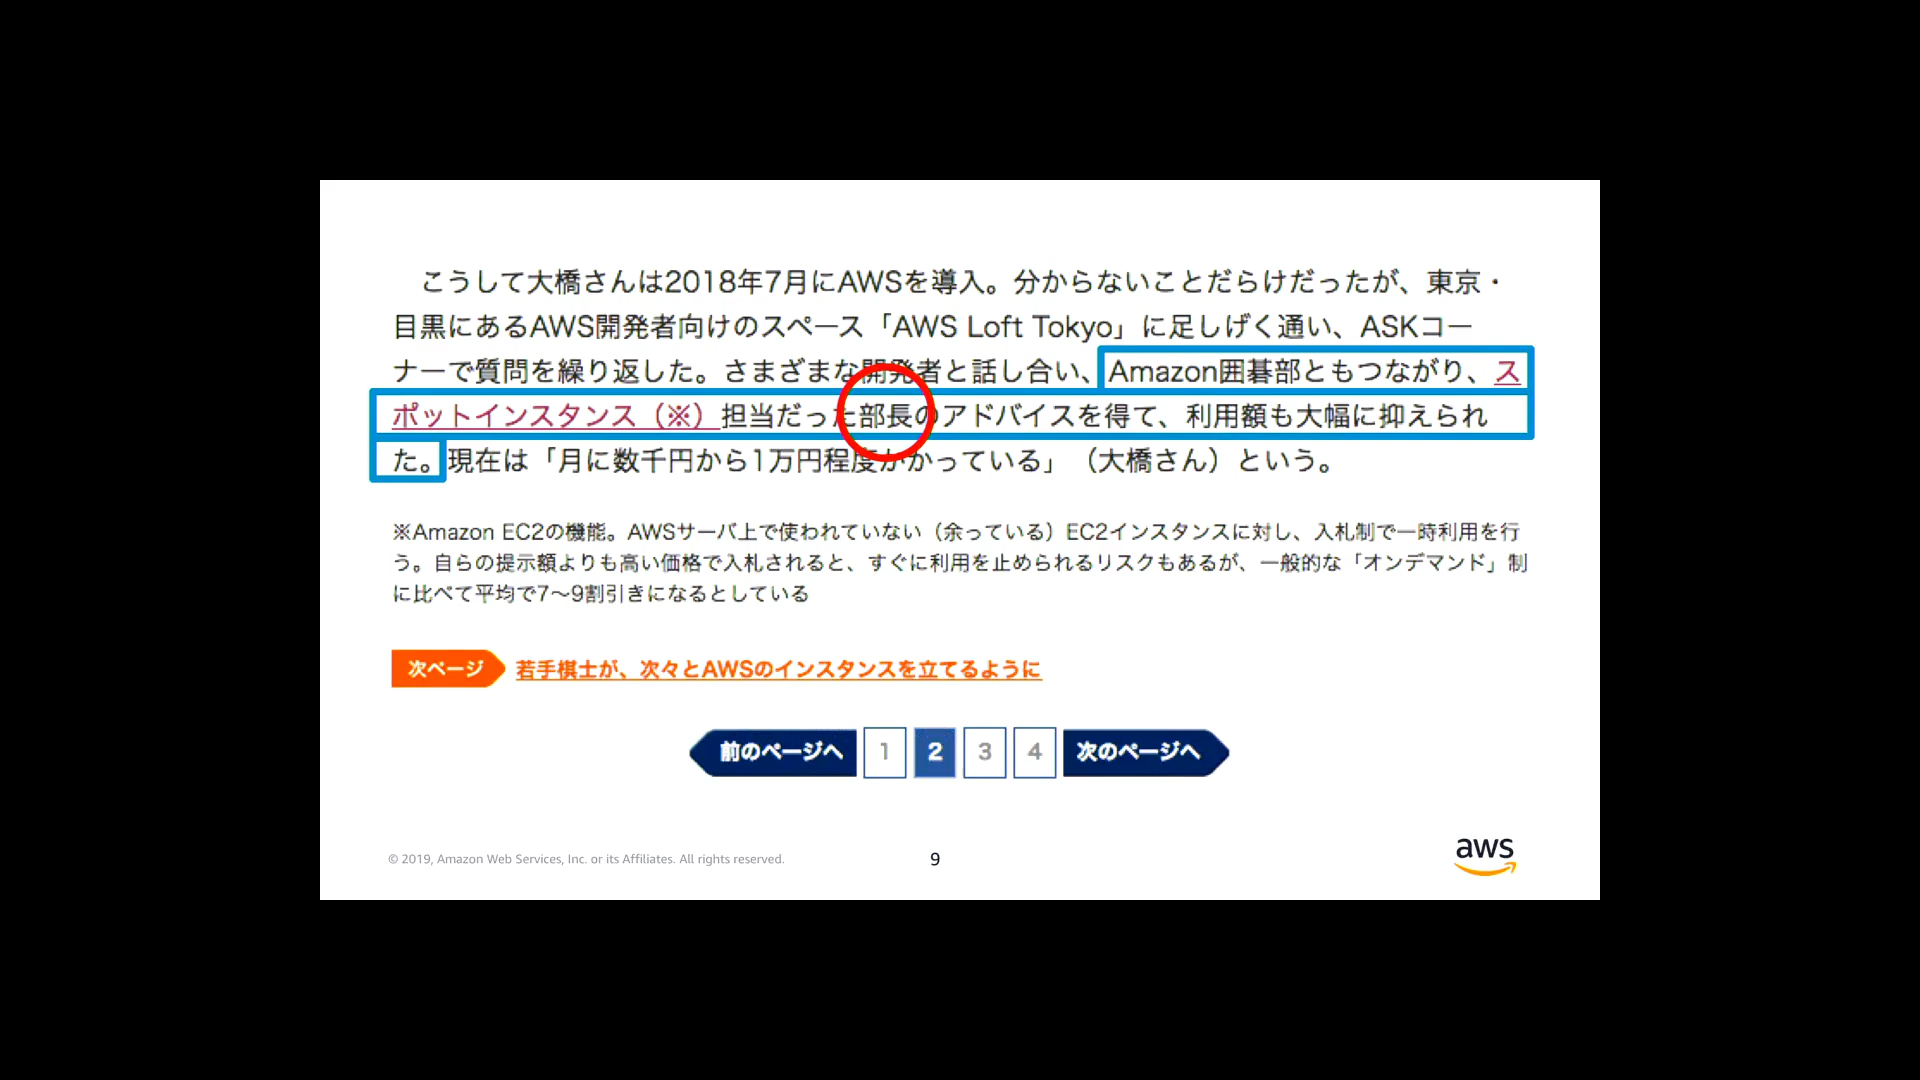 こうして大橋さんは2018年7月にAWSを導入。分からないことだらけだったが、東京・
目黒にあるAWS開発者向けのスペース「AWS Loft Tokyo」に足しげく通い、ASKコー
ナーで質問を繰り返した。さまざまな開発者と話し合い、Amazon囲碁部ともつながり、ス
ポットインスタンス（※）担当だった部長のアドバイスを得て、利用額も大幅に抑えられ
た。現在は「月に数千円から1万円程度かかっている」（大橋さん）という。
※Amazon EC2の機能。AWSサーバ上で使われていない（余っている）EC2インスタンスに対し、入札制で一時利用を行
う。自らの提示額よりも高い価格で入札されると、すぐに利用を止められるリスクもあるが、一般的な「オンデマンド」制
に比べて平均で7〜9割引きになるとしている
次ページ 若手棋士が、次々とAWSのインスタンスを立てるように
前のページへ 1 2 3 4 次のページへ
© 2019, Amazon Web Services, Inc. or its Affiliates. All rights reserved. 9 aws